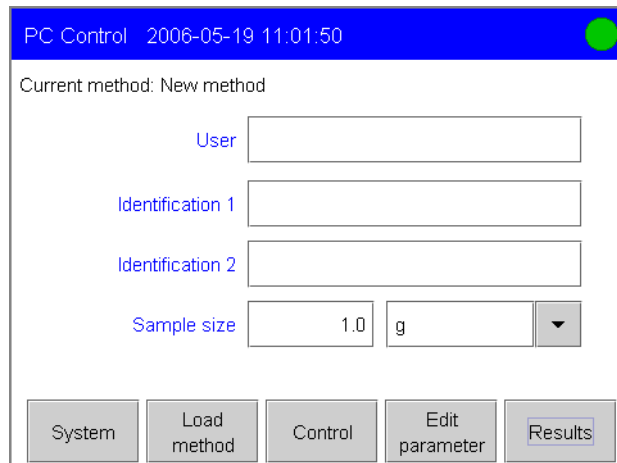 PC Control 2006-05-19 11:01:50
Current method: New method
User
Identification 1
Identification 2
Sample size 1.0 g
System
Load
method
Control
Edit
parameter
Results